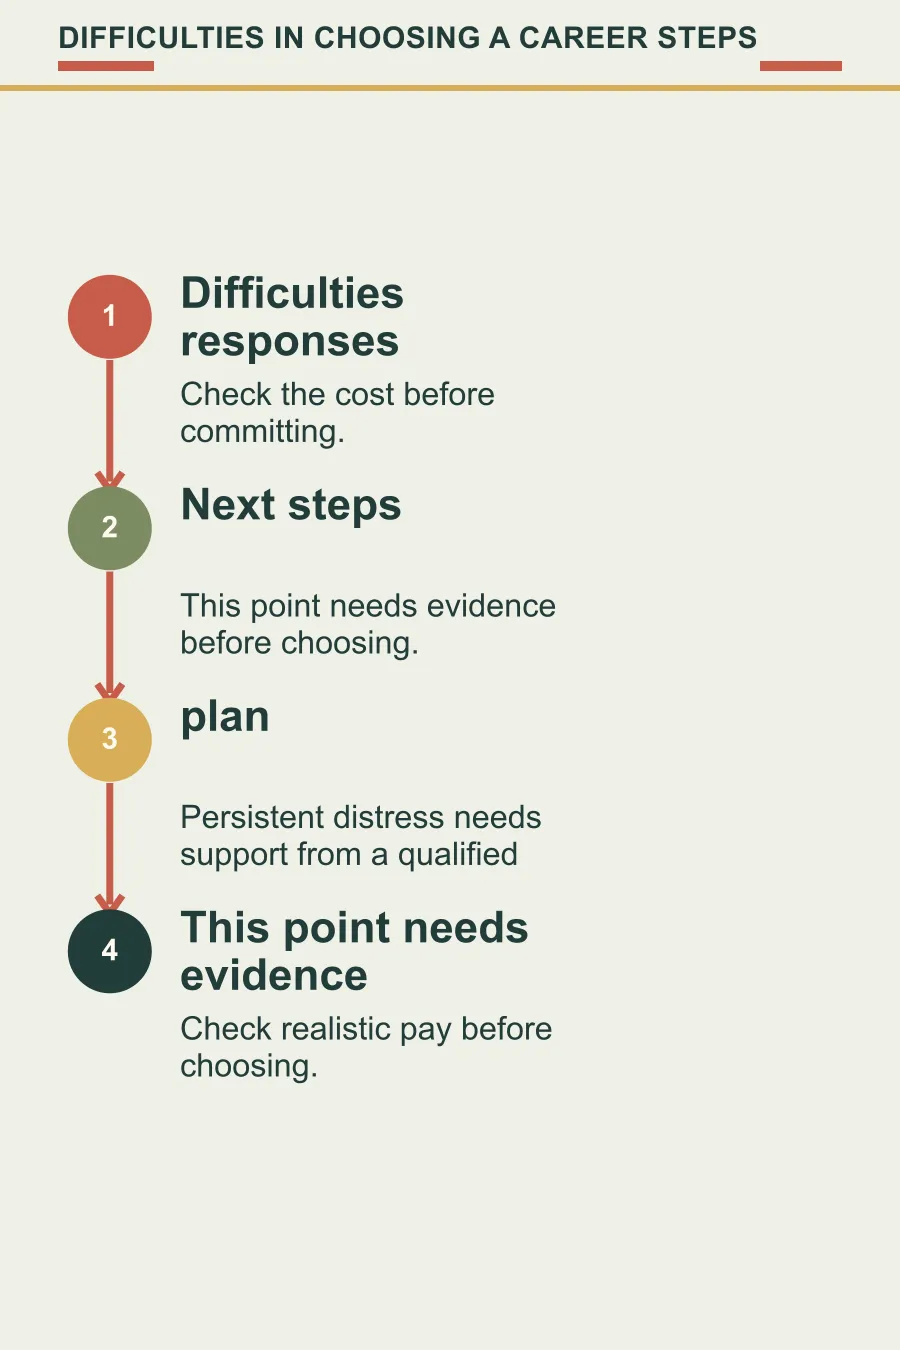 DIFFICULTIES IN CHOOSING A CAREER STEPS
1
Difficulties
responses
Check the cost before
committing.
2
Next steps
This point needs evidence
before choosing.
3
plan
Persistent distress needs
support from a qualified
4
This point needs
evidence
Check realistic pay before
choosing.